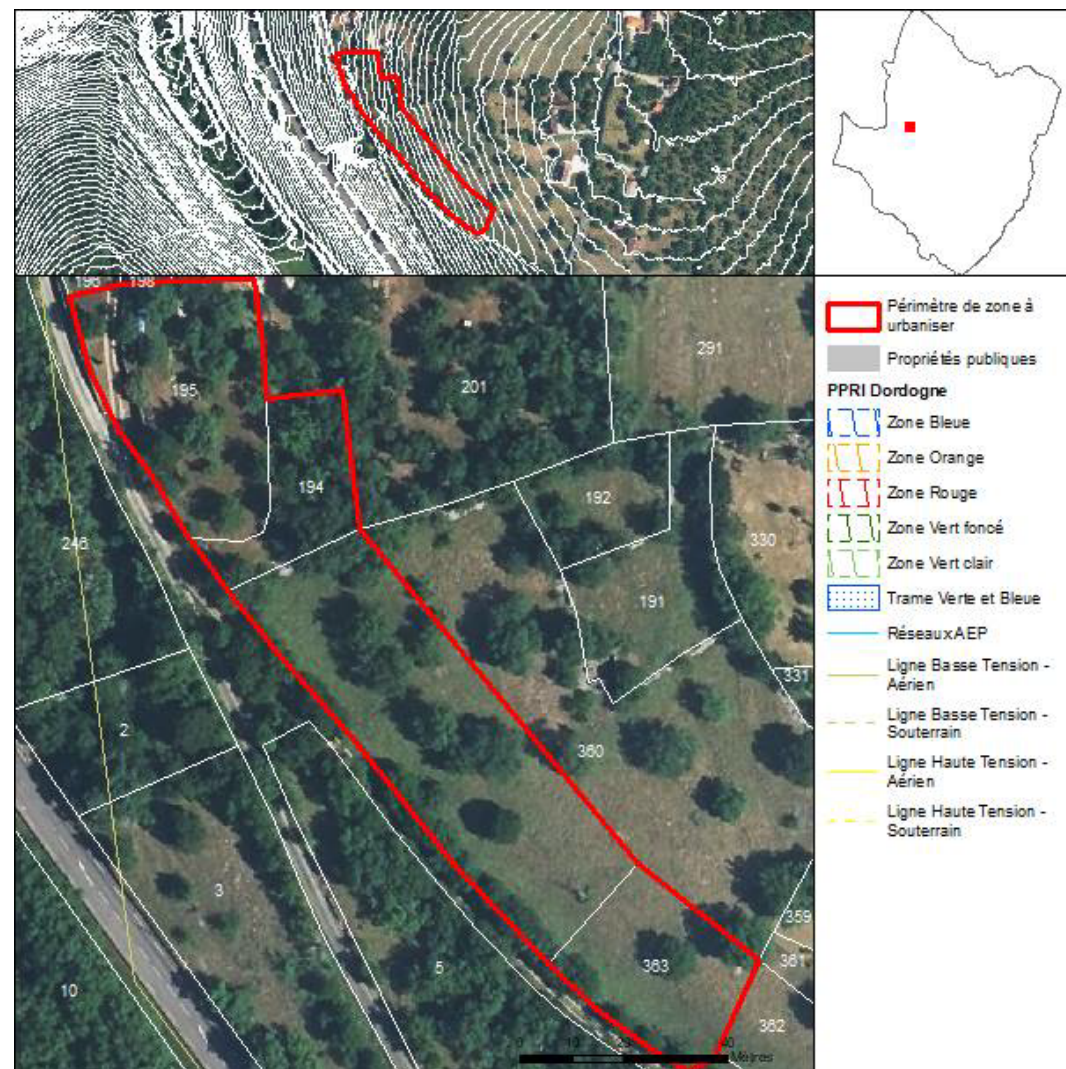 196
198
195
201
291
194
192
330
246
191
331
2
360
3
359
361
5
363
10
362
0
10
20
40
Mètres
Périmètre de zone à
urbaniser
Propriétés publiques
PPRI Dordogne
Zone Bleue
Zone Orange
Zone Rouge
Zone Vert foncé
Zone Vert clair
Trame Verte et Bleue
Réseaux AEP
Ligne Basse Tension -
Aérien
Ligne Basse Tension -
Souterrain
Ligne Haute Tension -
Aérien
Ligne Haute Tension -
Souterrain